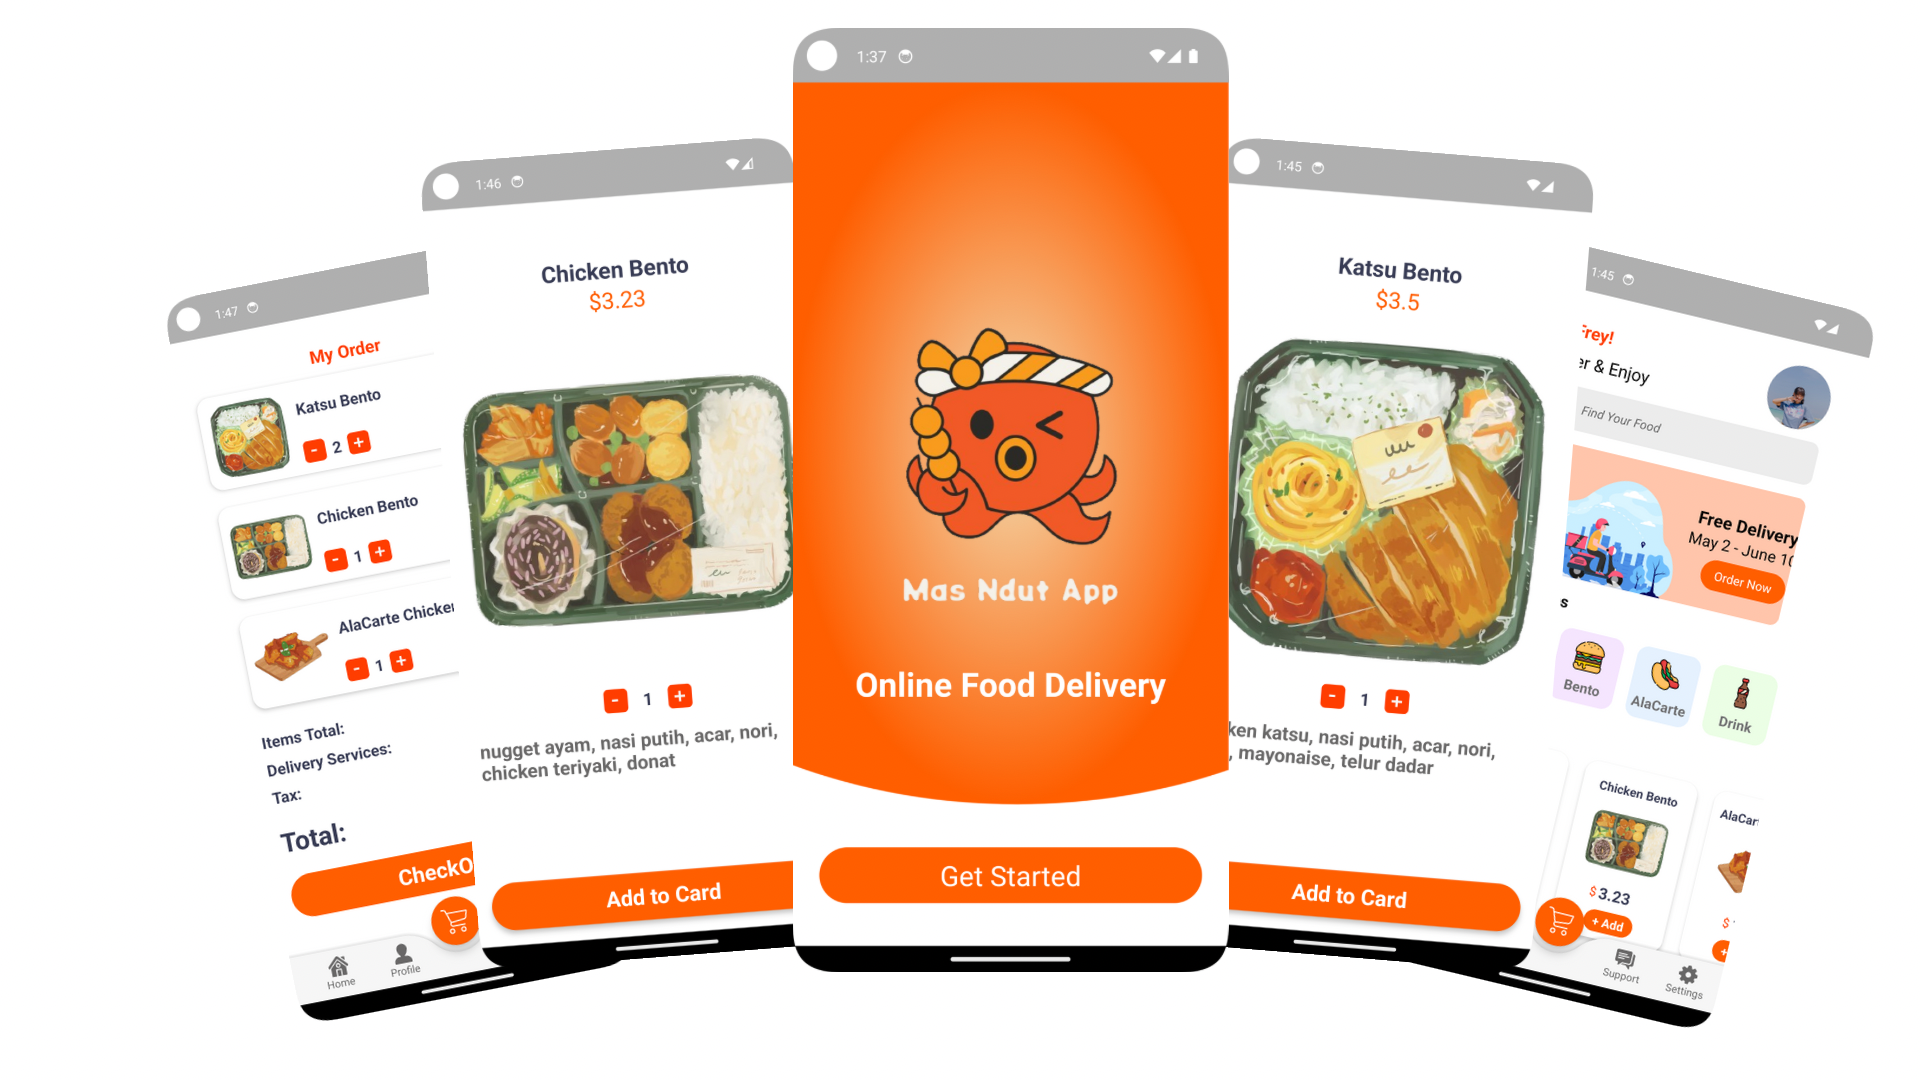 1:47
My Order
Katsu Bento
- 2 +
Chicken Bento
- 1 +
AlaCarte Chicken
- 1 +
Items Total:
Delivery Services:
Tax:
Total:
CheckO
Home
Profile
1:46
Chicken Bento
$3.23
- 1 +
nugget ayam, nasi putih, acar, nori,
chicken teriyaki, donat
Add to Card
1:37
Mas Ndut App
Online Food Delivery
Get Started
1:45
Katsu Bento
$3.5
- 1 +
ken katsu, nasi putih, acar, nori,
, mayonaise, telur dadar
Add to Card
1:45
Frey!
er & Enjoy
Find Your Food
Free Delivery
May 2 - June 10
Order Now
s
Bento
AlaCarte
Drink
Chicken Bento
$3.23
+ Add
AlaCar
$
+
Support
Settings